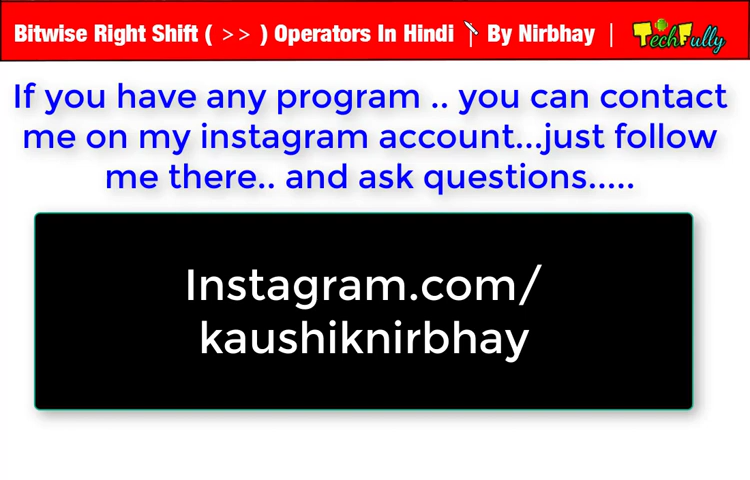 Bitwise Right Shift ( >> ) Operators In Hindi | By Nirbhay | TechFully
If you have any program .. you can contact
me on my instagram account...just follow
me there.. and ask questions.....
Instagram.com/
kaushiknirbhay